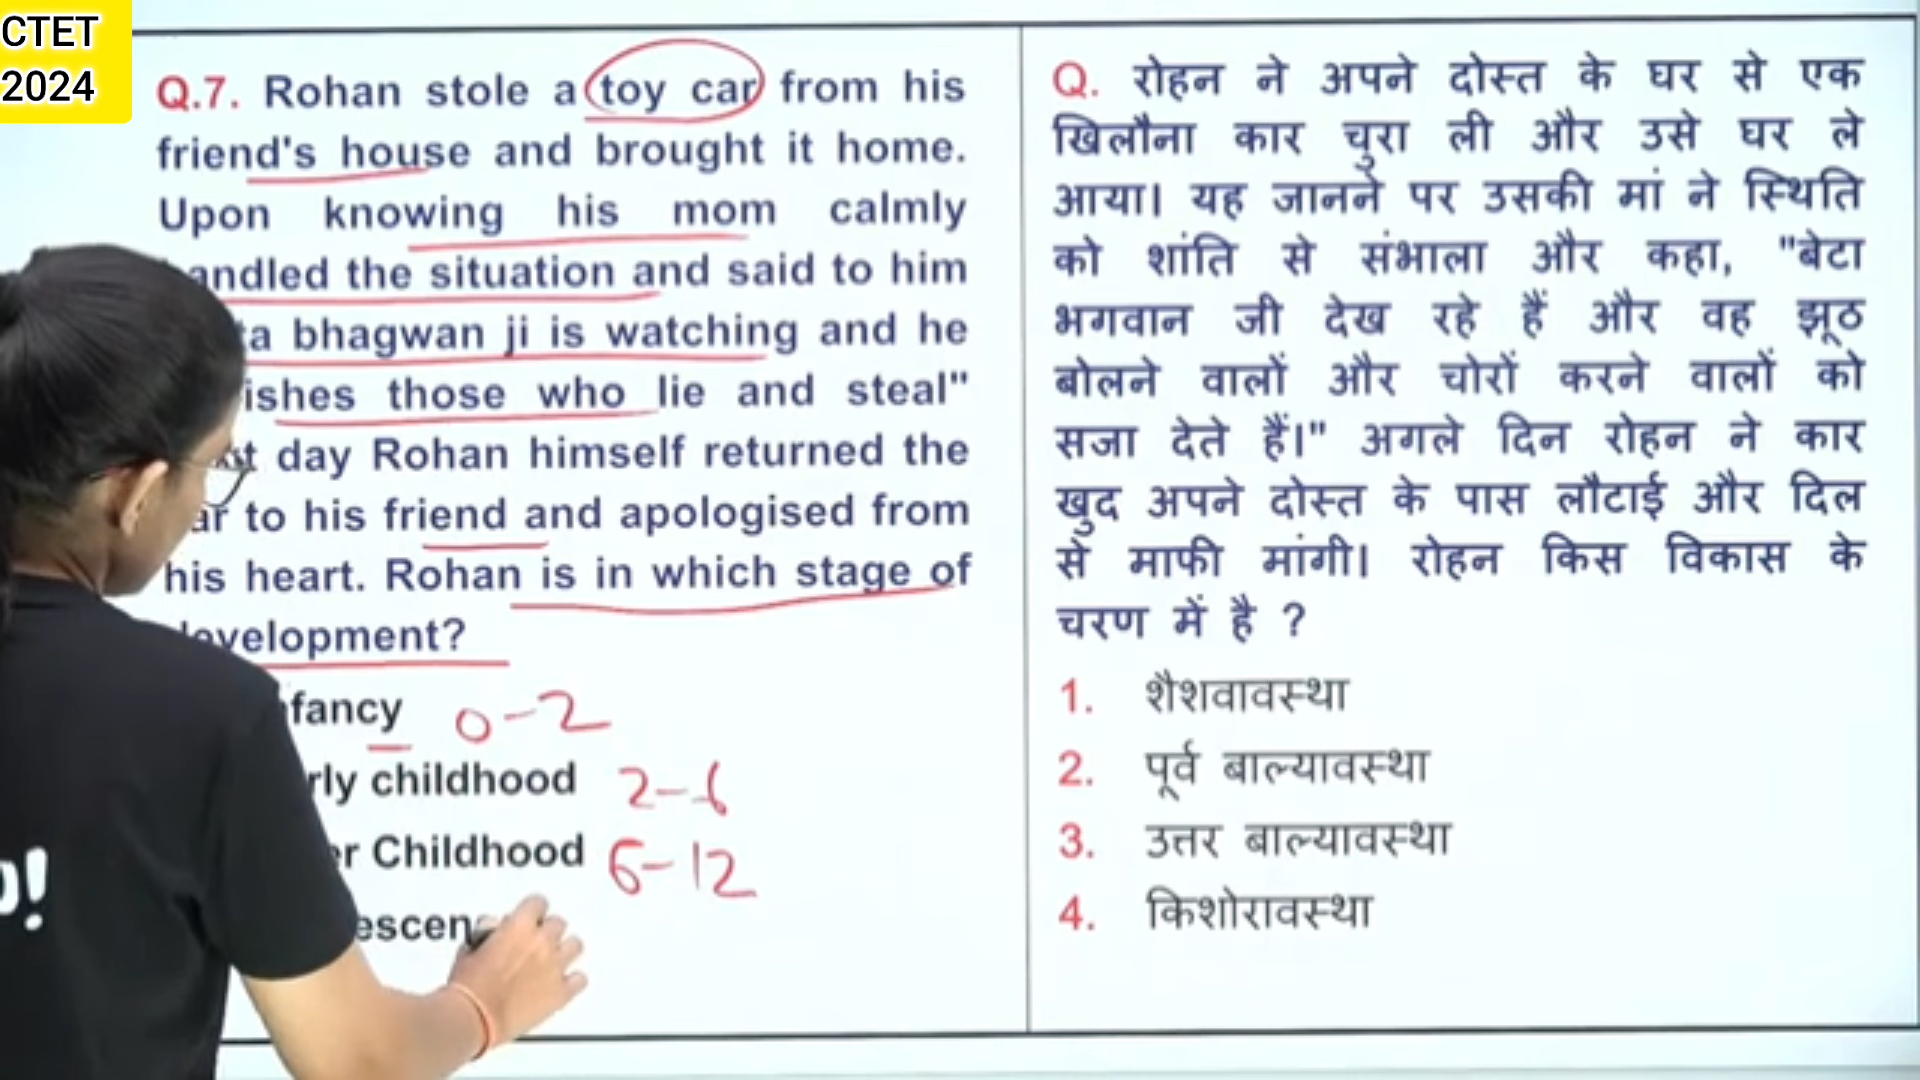 CTET
2024
Q.7. Rohan stole a toy car from his
friend's house and brought it home.
Upon knowing his mom calmly
andled the situation and said to him
a bhagwan ji is watching and he
ishes those who lie and steal"
day Rohan himself returned the
ar to his friend and apologised from
his heart. Rohan is in which stage of
velopment?
fancy 0-2
rly childhood 2-6
er Childhood 6-12
escen
Q. रोहन ने अपने दोस्त के घर से एक
खिलौना कार चुरा ली और उसे घर ले
आया। यह जानने पर उसकी मां ने स्थिति
को शांति से संभाला और कहा, "बेटा
भगवान जी देख रहे हैं और वह झूठ
बोलने वालों और चोरों करने वालों को
सजा देते हैं।" अगले दिन रोहन ने कार
खुद अपने दोस्त के पास लौटाई और दिल
से माफी मांगी। रोहन किस विकास के
चरण में है ?
1. शैशवावस्था
2. पूर्व बाल्यावस्था
3. उत्तर बाल्यावस्था
4. किशोरावस्था